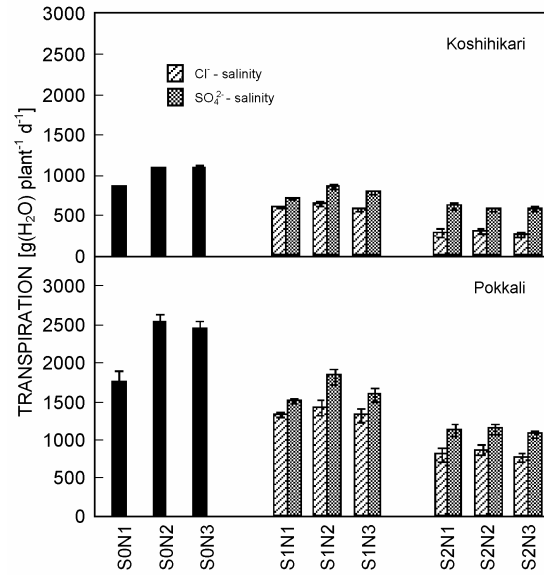 3000
Koshihikari
2500
Cl⁻ - salinity
SO₄²⁻ - salinity
2000
1500
1000
500
0
TRANSPIRATION [g(H₂O) plant⁻¹ d⁻¹]
3000
Pokkali
2500
2000
1500
1000
500
0
S0N1
S0N2
S0N3
S1N1
S1N2
S1N3
S2N1
S2N2
S2N3